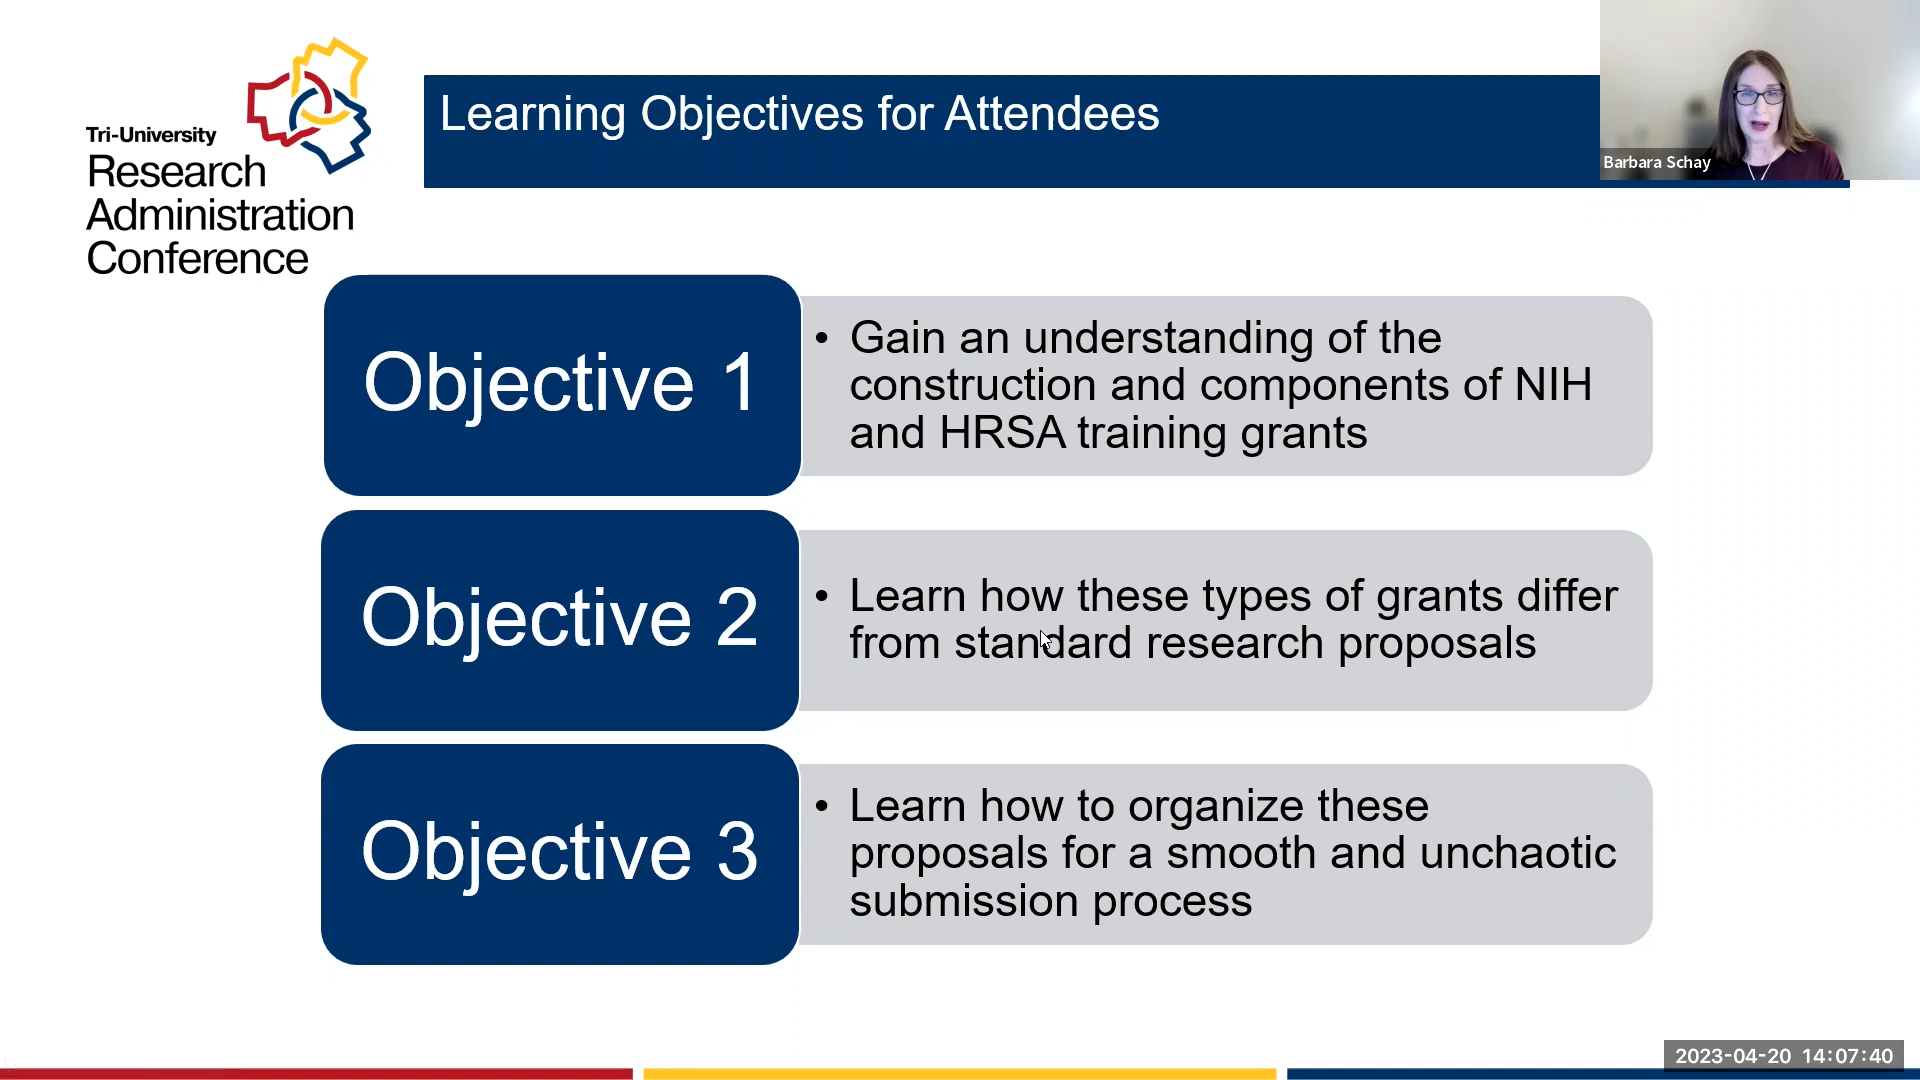 Tri-University
Research
Administration
Conference
Learning Objectives for Attendees
Barbara Schay
Objective 1
• Gain an understanding of the
construction and components of NIH
and HRSA training grants
Objective 2
• Learn how these types of grants differ
from standard research proposals
Objective 3
• Learn how to organize these
proposals for a smooth and unchaotic
submission process
2023-04-20 14:07:40